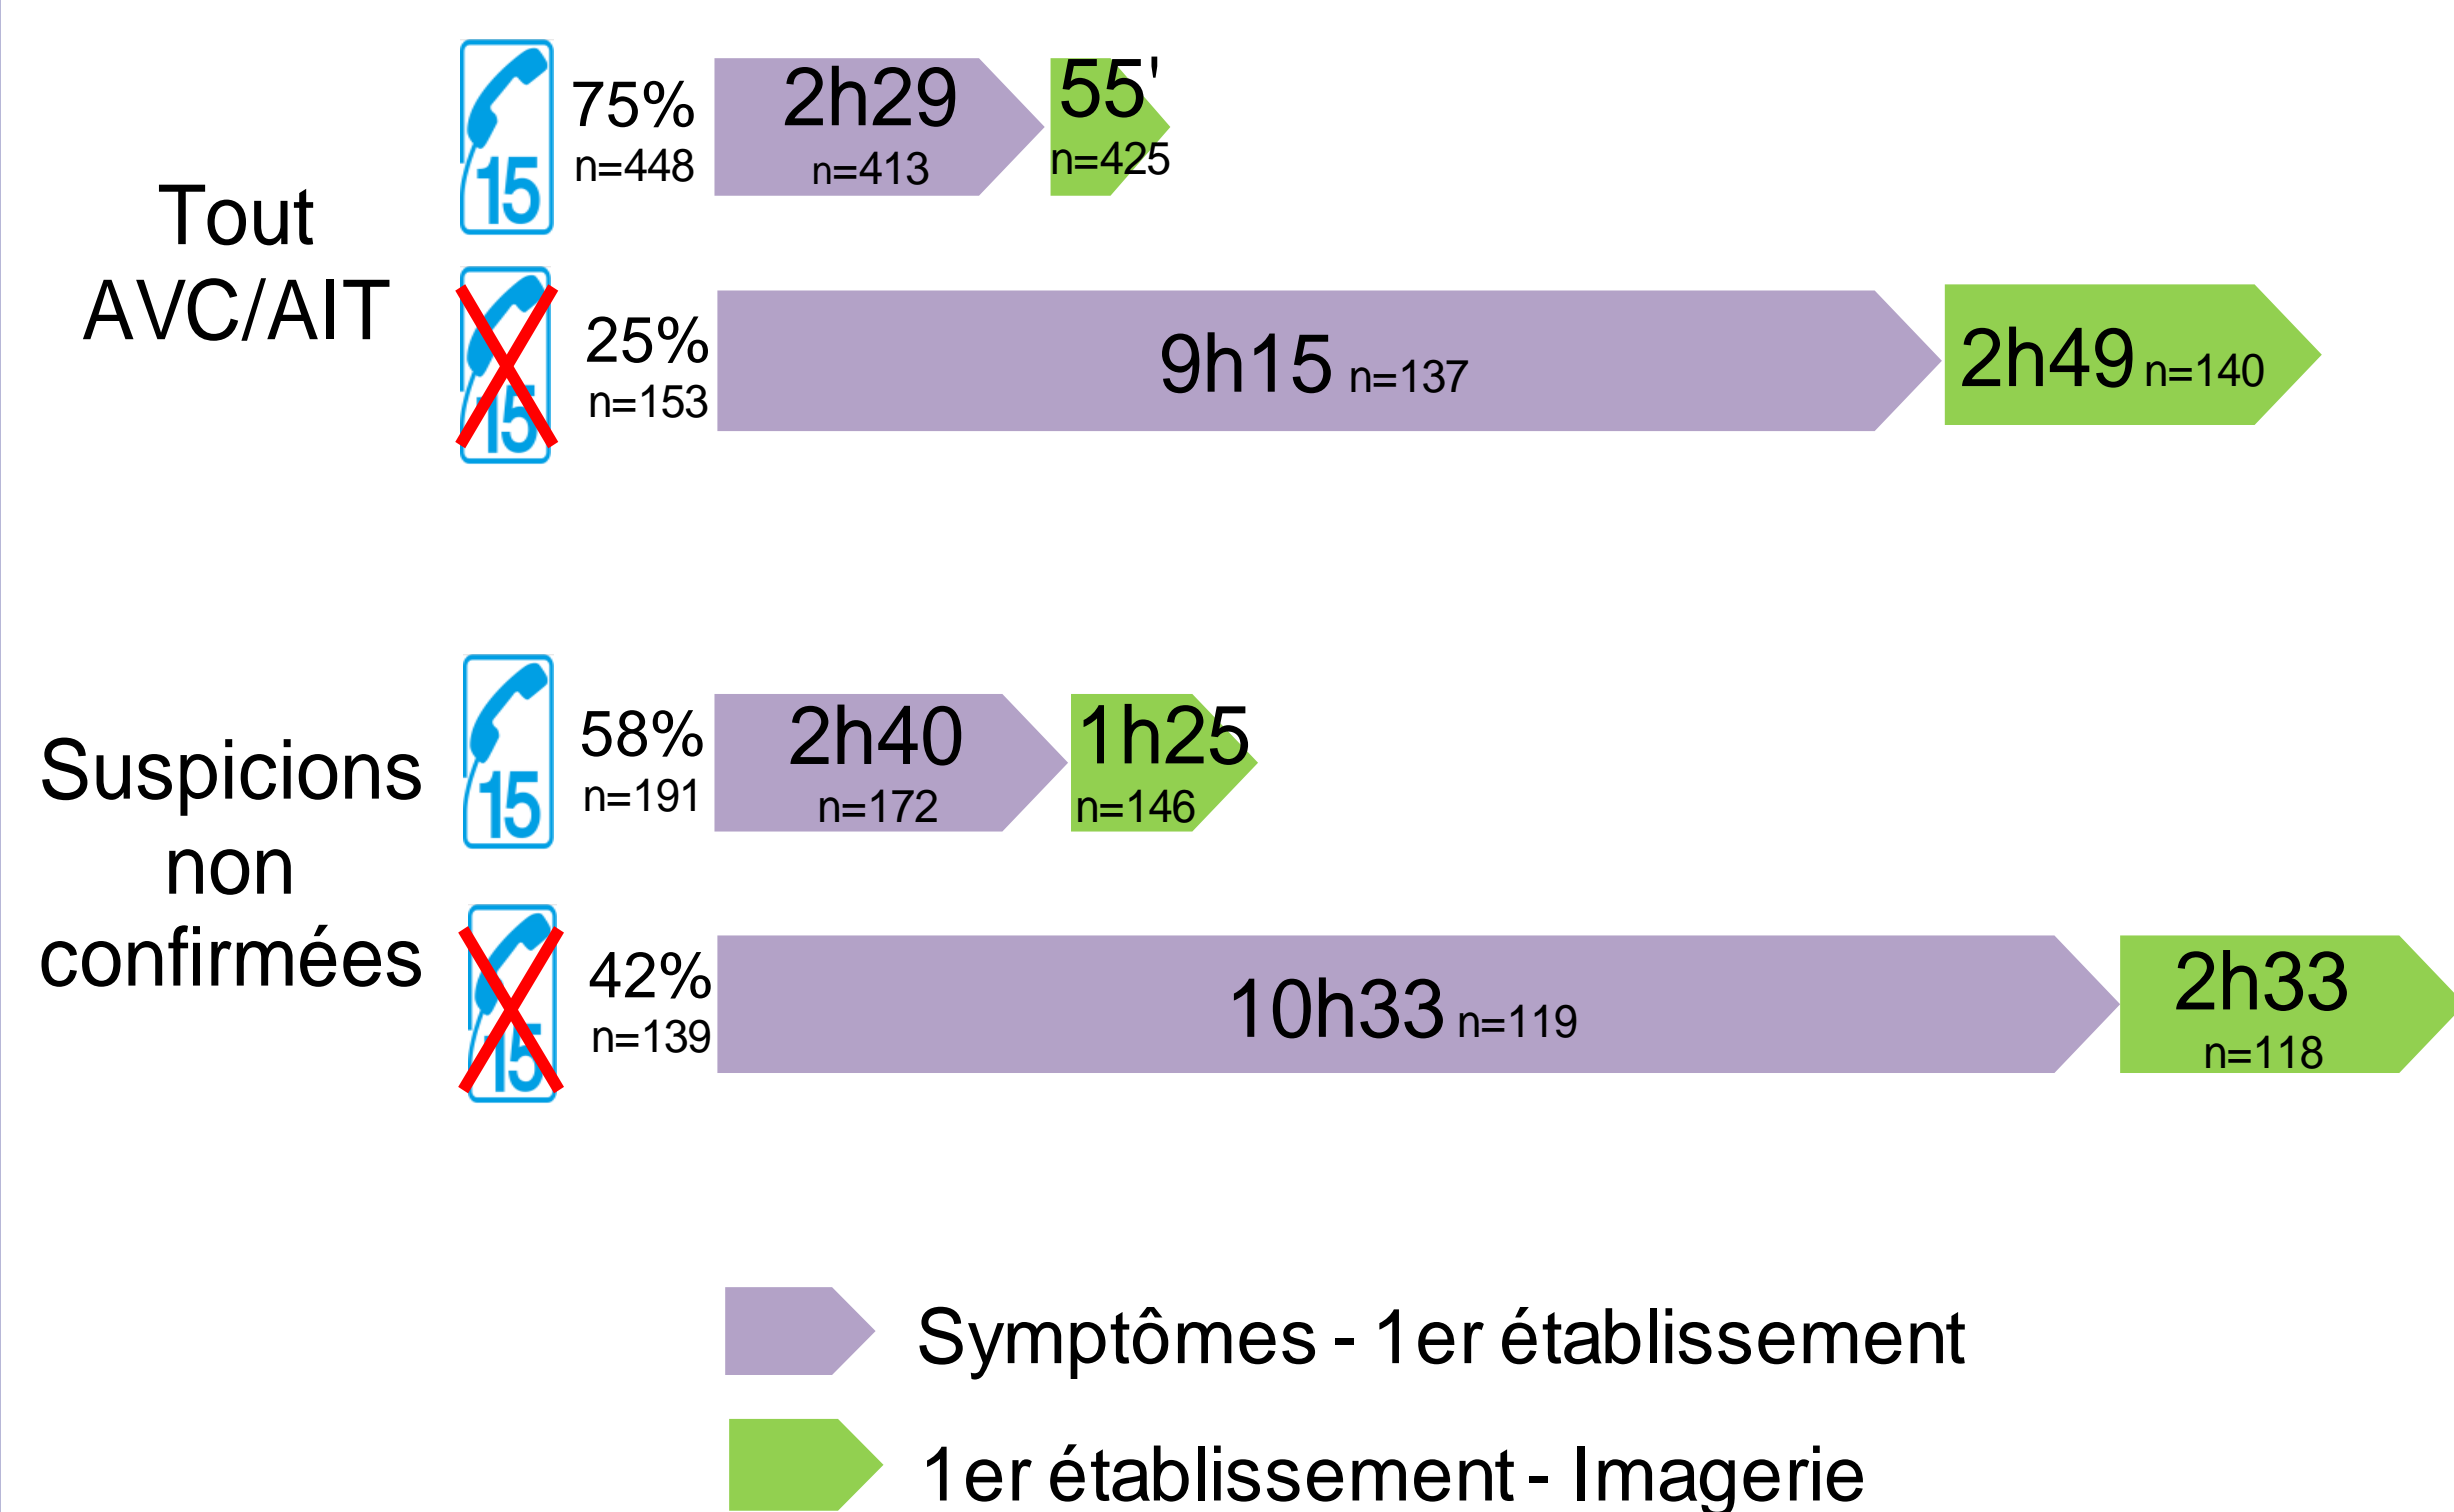 Tout
AVC/AIT
15
75%
n=448
2h29
n=413
55'
n=425
15
25%
n=153
9h15 n=137
2h49 n=140
Suspicions
non
confirmées
15
58%
n=191
2h40
n=172
1h25
n=146
15
42%
n=139
10h33 n=119
2h33
n=118
Symptômes - 1er établissement
1er établissement - Imagerie